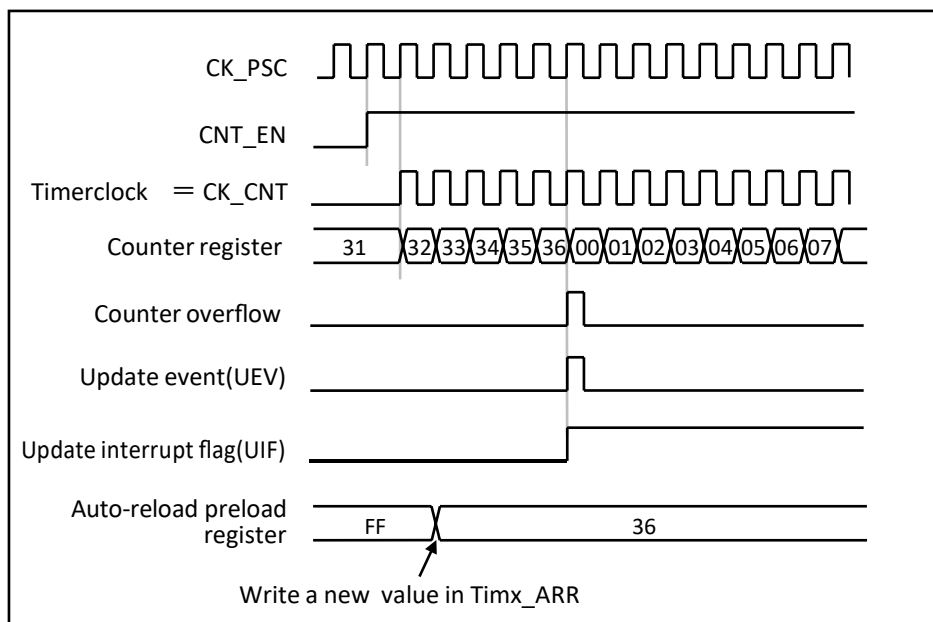 CK_PSC
CNT_EN
Timerclock = CK_CNT
Counter register 31 32 33 34 35 36 00 01 02 03 04 05 06 07
Counter overflow
Update event(UEV)
Update interrupt flag(UIF)
Auto-reload preload
register FF 36
Write a new value in Timx_ARR